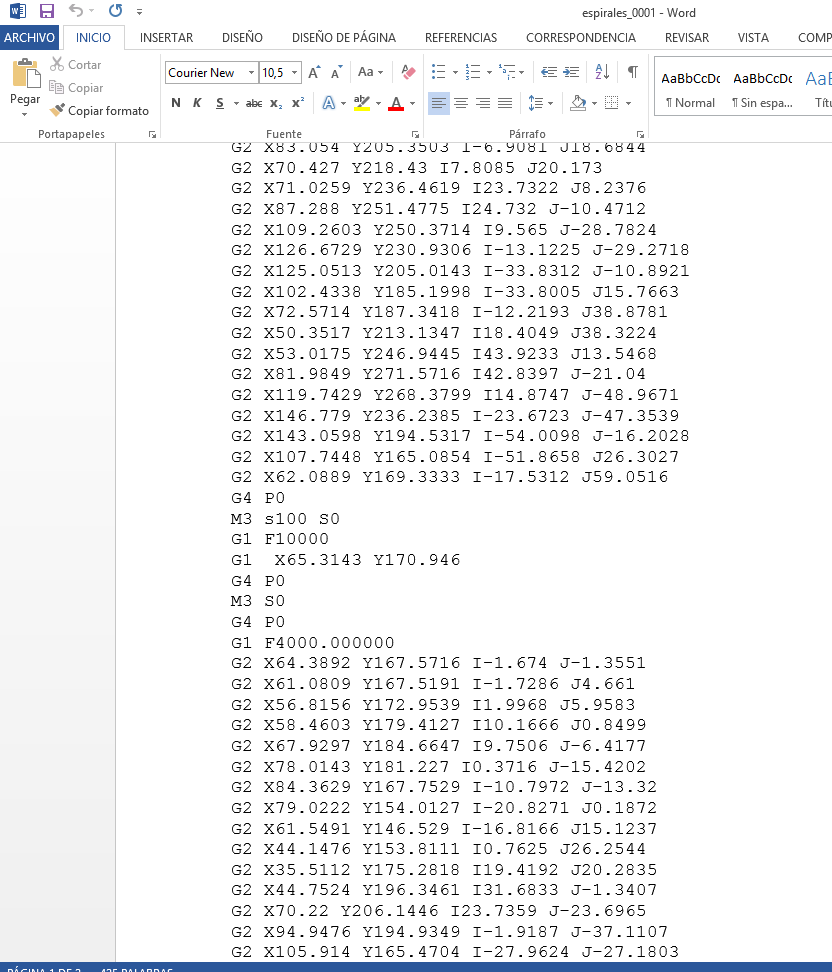 espirales_0001 - Word
ARCHIVO INICIO INSERTAR DISEÑO DISEÑO DE PÁGINA REFERENCIAS CORRESPONDENCIA REVISAR VISTA COMP
Pegar
Cortar
Copiar
Copiar formato
Portapapeles
Courier New 10,5
Aa
N K S abc x₂ x²
Fuente
Párrafo
AaBbCcDc AaBbCcDc AaB
¶ Normal ¶ Sin espa... Títu
G2 X83.054 Y205.3503 I-6.9081 J18.6844
G2 X70.427 Y218.43 I7.8085 J20.173
G2 X71.0259 Y236.4619 I23.7322 J8.2376
G2 X87.288 Y251.4775 I24.732 J-10.4712
G2 X109.2603 Y250.3714 I9.565 J-28.7824
G2 X126.6729 Y230.9306 I-13.1225 J-29.2718
G2 X125.0513 Y205.0143 I-33.8312 J-10.8921
G2 X102.4338 Y185.1998 I-33.8005 J15.7663
G2 X72.5714 Y187.3418 I-12.2193 J38.8781
G2 X50.3517 Y213.1347 I18.4049 J38.3224
G2 X53.0175 Y246.9445 I43.9233 J13.5468
G2 X81.9849 Y271.5716 I42.8397 J-21.04
G2 X119.7429 Y268.3799 I14.8747 J-48.9671
G2 X146.779 Y236.2385 I-23.6723 J-47.3539
G2 X143.0598 Y194.5317 I-54.0098 J-16.2028
G2 X107.7448 Y165.0854 I-51.8658 J26.3027
G2 X62.0889 Y169.3333 I-17.5312 J59.0516
G4 P0
M3 s100 S0
G1 F10000
G1  X65.3143 Y170.946
G4 P0
M3 S0
G4 P0
G1 F4000.000000
G2 X64.3892 Y167.5716 I-1.674 J-1.3551
G2 X61.0809 Y167.5191 I-1.7286 J4.661
G2 X56.8156 Y172.9539 I1.9968 J5.9583
G2 X58.4603 Y179.4127 I10.1666 J0.8499
G2 X67.9297 Y184.6647 I9.7506 J-6.4177
G2 X78.0143 Y181.227 I0.3716 J-15.4202
G2 X84.3629 Y167.7529 I-10.7972 J-13.32
G2 X79.0222 Y154.0127 I-20.8271 J0.1872
G2 X61.5491 Y146.529 I-16.8166 J15.1237
G2 X44.1476 Y153.8111 I0.7625 J26.2544
G2 X35.5112 Y175.2818 I19.4192 J20.2835
G2 X44.7524 Y196.3461 I31.6833 J-1.3407
G2 X70.22 Y206.1446 I23.7359 J-23.6965
G2 X94.9476 Y194.9349 I-1.9187 J-37.1107
G2 X105.914 Y165.4704 I-27.9624 J-27.1803